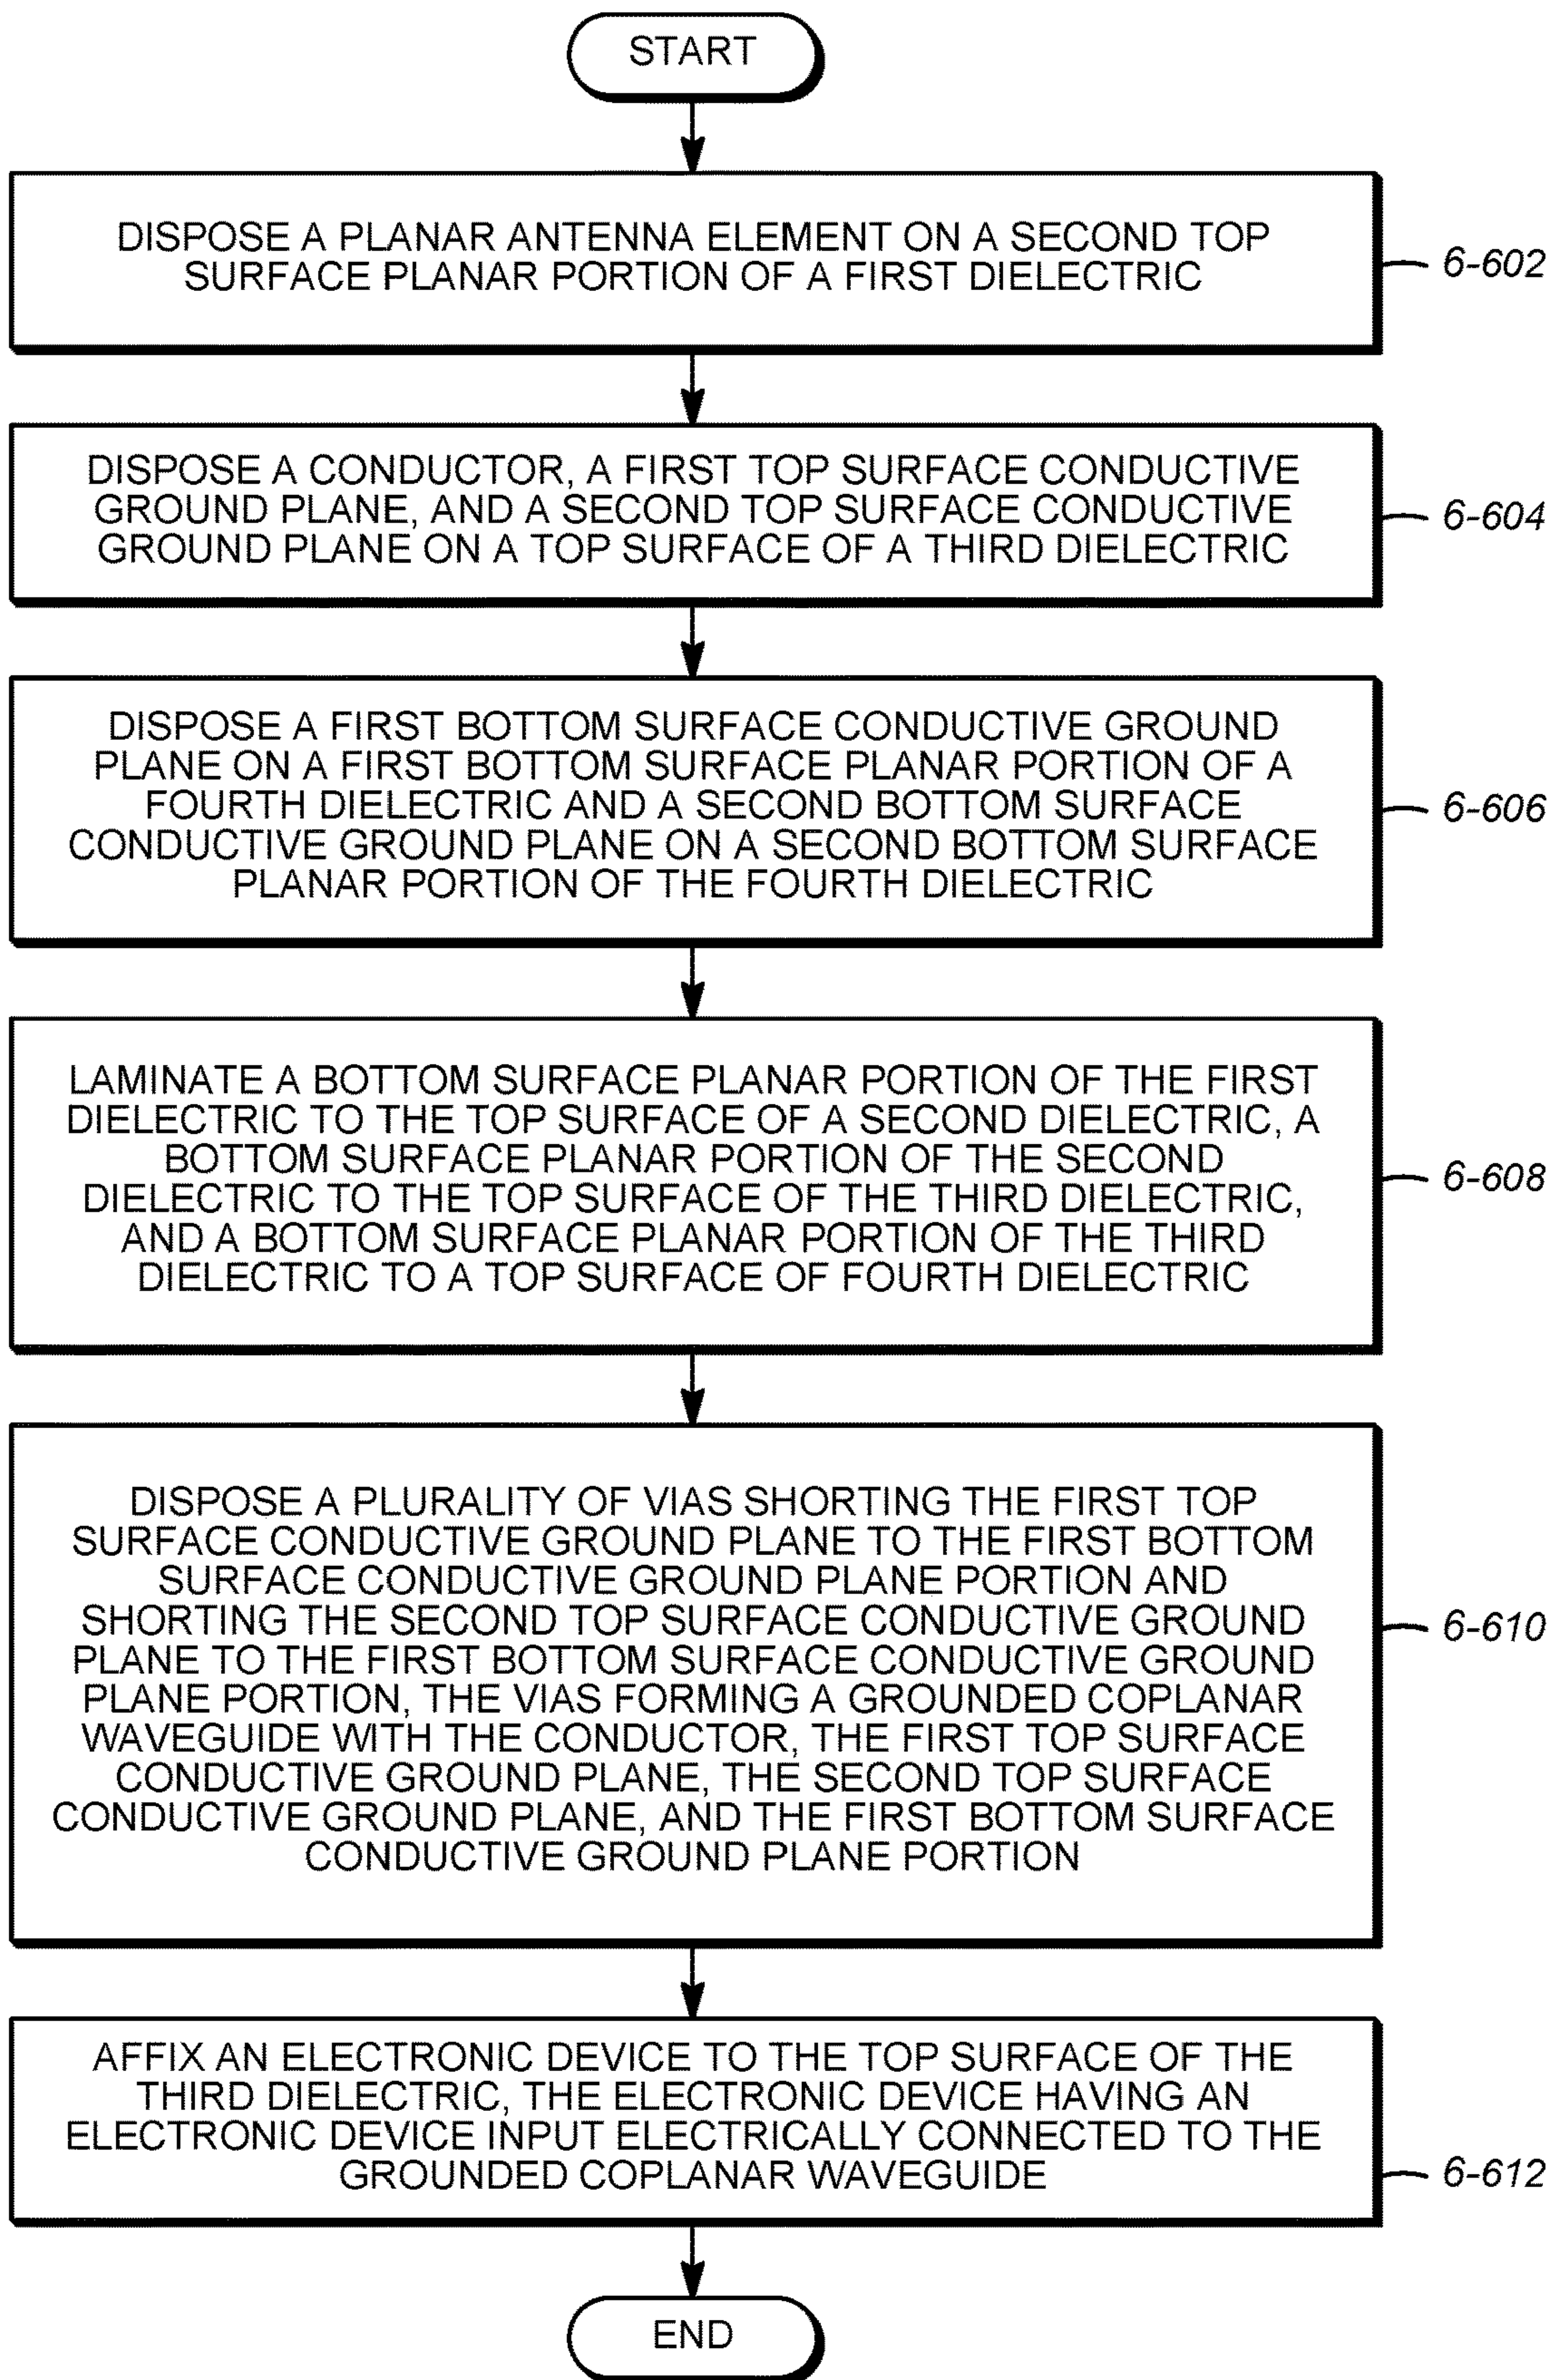 START
DISPOSE A PLANAR ANTENNA ELEMENT ON A SECOND TOP
SURFACE PLANAR PORTION OF A FIRST DIELECTRIC
6-602
DISPOSE A CONDUCTOR, A FIRST TOP SURFACE CONDUCTIVE
GROUND PLANE, AND A SECOND TOP SURFACE CONDUCTIVE
GROUND PLANE ON A TOP SURFACE OF A THIRD DIELECTRIC
6-604
DISPOSE A FIRST BOTTOM SURFACE CONDUCTIVE GROUND
PLANE ON A FIRST BOTTOM SURFACE PLANAR PORTION OF A
FOURTH DIELECTRIC AND A SECOND BOTTOM SURFACE
CONDUCTIVE GROUND PLANE ON A SECOND BOTTOM SURFACE
PLANAR PORTION OF THE FOURTH DIELECTRIC
6-606
LAMINATE A BOTTOM SURFACE PLANAR PORTION OF THE FIRST
DIELECTRIC TO THE TOP SURFACE OF A SECOND DIELECTRIC, A
BOTTOM SURFACE PLANAR PORTION OF THE SECOND
DIELECTRIC TO THE TOP SURFACE OF THE THIRD DIELECTRIC,
AND A BOTTOM SURFACE PLANAR PORTION OF THE THIRD
DIELECTRIC TO A TOP SURFACE OF FOURTH DIELECTRIC
6-608
DISPOSE A PLURALITY OF VIAS SHORTING THE FIRST TOP
SURFACE CONDUCTIVE GROUND PLANE TO THE FIRST BOTTOM
SURFACE CONDUCTIVE GROUND PLANE PORTION AND
SHORTING THE SECOND TOP SURFACE CONDUCTIVE GROUND
PLANE TO THE FIRST BOTTOM SURFACE CONDUCTIVE GROUND
PLANE PORTION, THE VIAS FORMING A GROUNDED COPLANAR
WAVEGUIDE WITH THE CONDUCTOR, THE FIRST TOP SURFACE
CONDUCTIVE GROUND PLANE, THE SECOND TOP SURFACE
CONDUCTIVE GROUND PLANE, AND THE FIRST BOTTOM SURFACE
CONDUCTIVE GROUND PLANE PORTION
6-610
AFFIX AN ELECTRONIC DEVICE TO THE TOP SURFACE OF THE
THIRD DIELECTRIC, THE ELECTRONIC DEVICE HAVING AN
ELECTRONIC DEVICE INPUT ELECTRICALLY CONNECTED TO THE
GROUNDED COPLANAR WAVEGUIDE
6-612
END